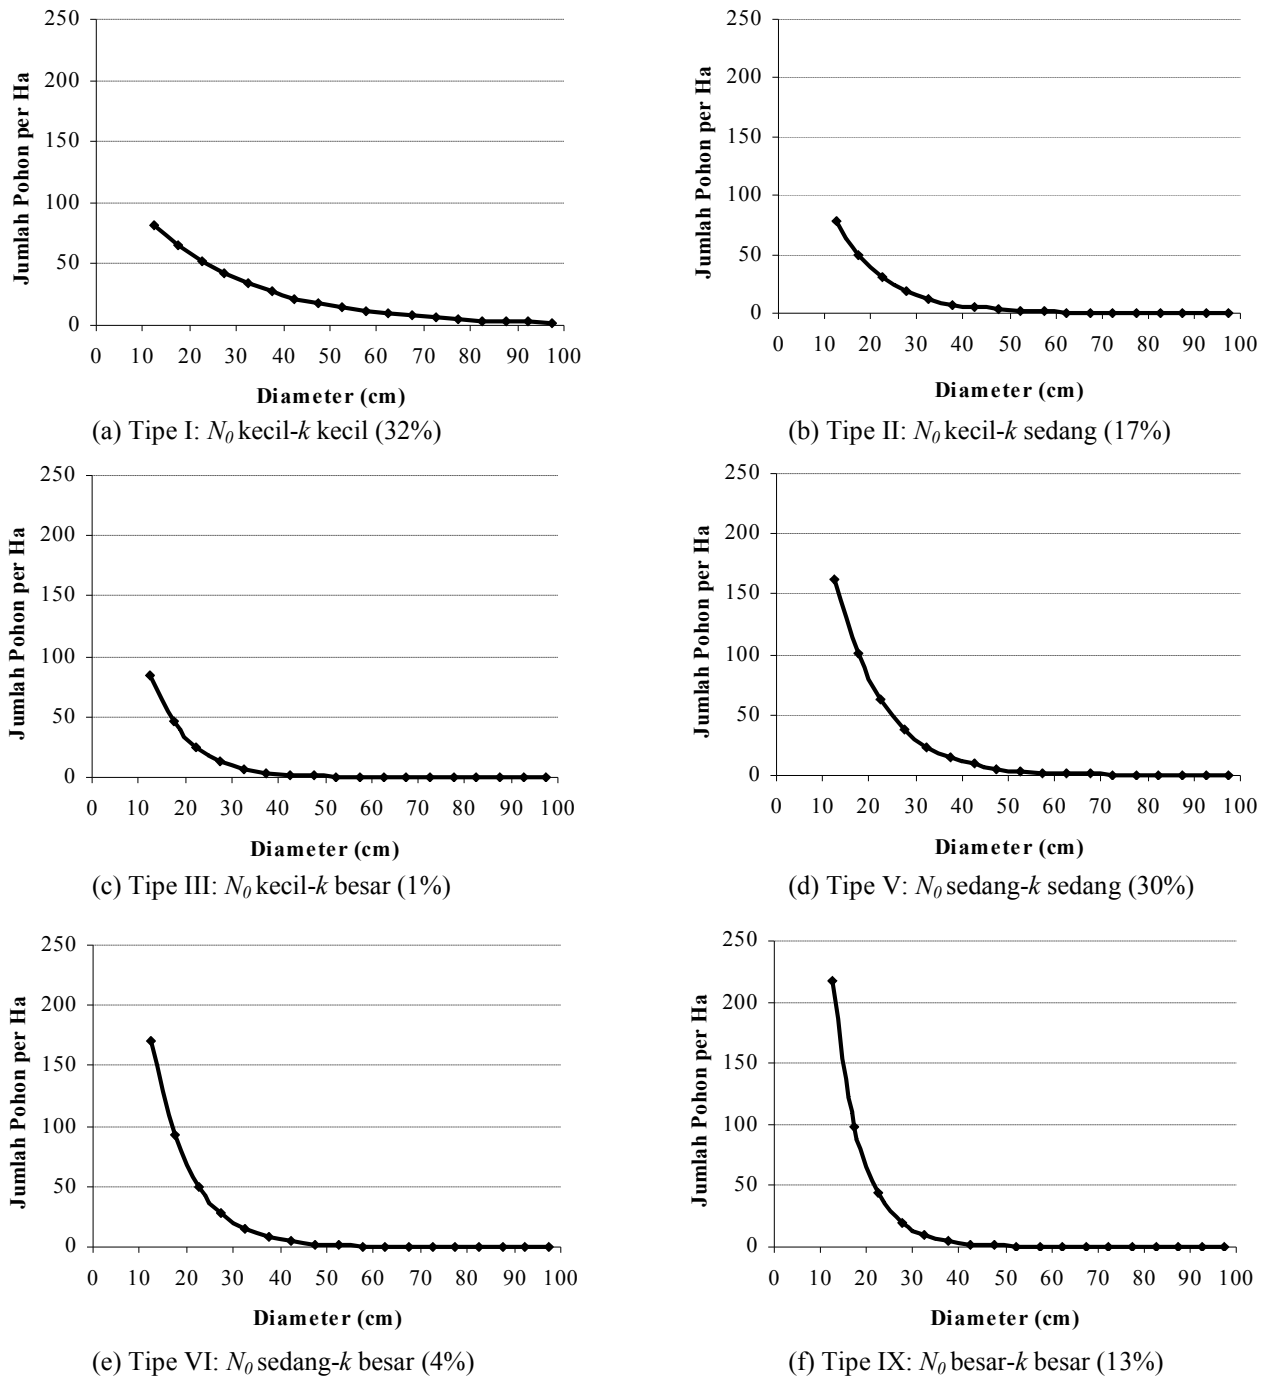 250
200
150
100
50
0
Jumlah Pohon per Ha
0 10 20 30 40 50 60 70 80 90 100
Diameter (cm)
(a) Tipe I: N0 kecil-k kecil (32%)
250
200
150
100
50
0
Jumlah Pohon per Ha
0 10 20 30 40 50 60 70 80 90 100
Diameter (cm)
(b) Tipe II: N0 kecil-k sedang (17%)
250
200
150
100
50
0
Jumlah Pohon per Ha
0 10 20 30 40 50 60 70 80 90 100
Diameter (cm)
(c) Tipe III: N0 kecil-k besar (1%)
250
200
150
100
50
0
Jumlah Pohon per Ha
0 10 20 30 40 50 60 70 80 90 100
Diameter (cm)
(d) Tipe V: N0 sedang-k sedang (30%)
250
200
150
100
50
0
Jumlah Pohon per Ha
0 10 20 30 40 50 60 70 80 90 100
Diameter (cm)
(e) Tipe VI: N0 sedang-k besar (4%)
250
200
150
100
50
0
Jumlah Pohon per Ha
0 10 20 30 40 50 60 70 80 90 100
Diameter (cm)
(f) Tipe IX: N0 besar-k besar (13%)